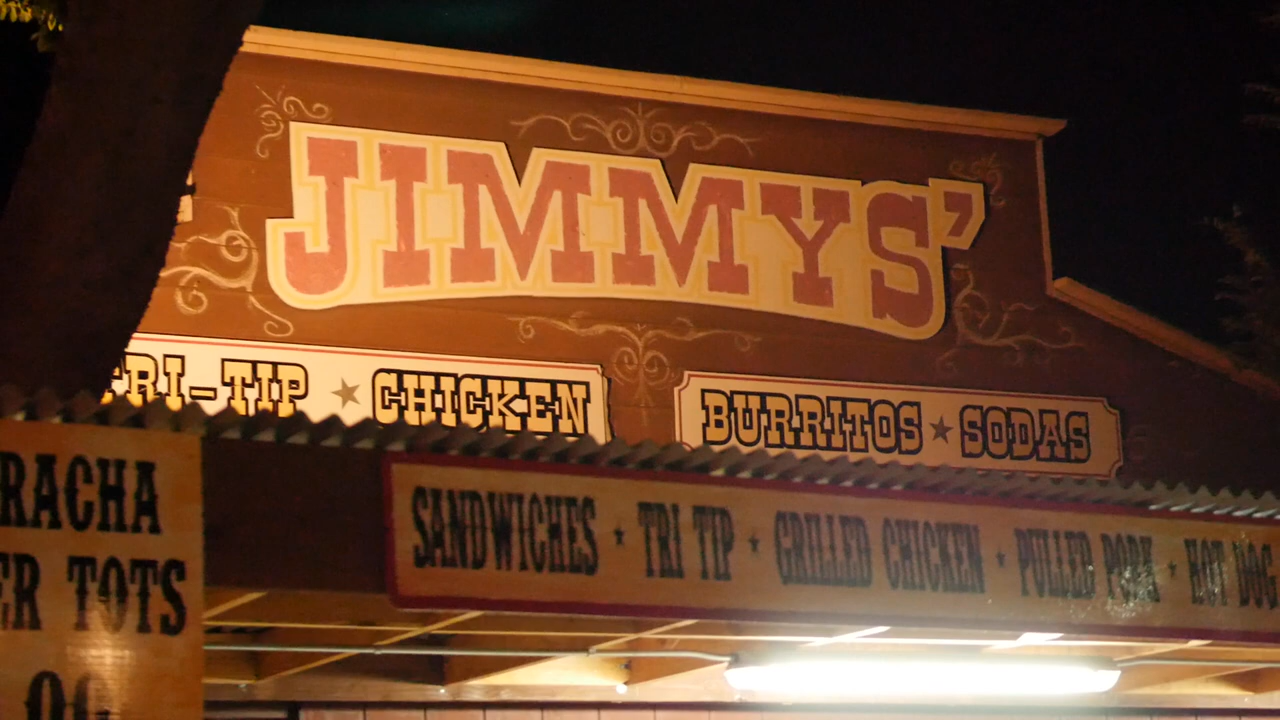 JIMMYS'
TRI-TIP ★ CHICKEN
BURRITOS ★ SODAS
SANDWICHES ★ TRI TIP ★ GRILLED CHICKEN ★ PULLED PORK ★ HOT DOG
RACHA
ER TOTS